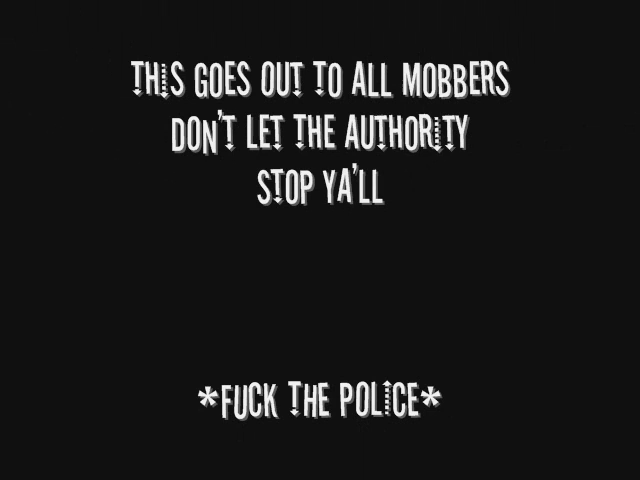 THIS GOES OUT TO ALL MOBBERS
DON'T LET THE AUTHORITY
STOP YA'LL
*FUCK THE POLICE*